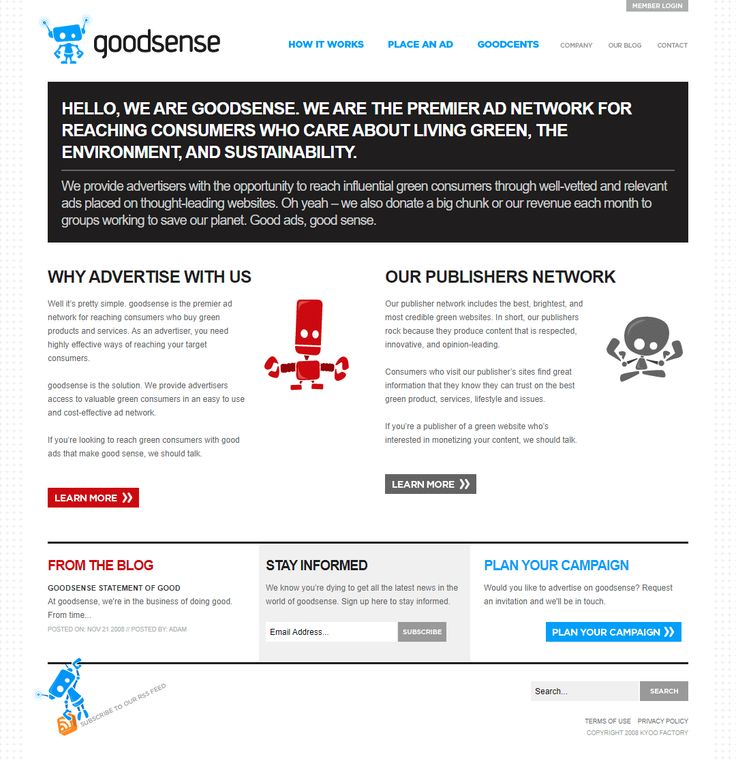 MEMBER LOGIN
goodsense
HOW IT WORKS PLACE AN AD GOODCENTS COMPANY OUR BLOG CONTACT
HELLO, WE ARE GOODSENSE. WE ARE THE PREMIER AD NETWORK FOR
REACHING CONSUMERS WHO CARE ABOUT LIVING GREEN, THE
ENVIRONMENT, AND SUSTAINABILITY.
We provide advertisers with the opportunity to reach influential green consumers through well-vetted and relevant
ads placed on thought-leading websites. Oh yeah – we also donate a big chunk or our revenue each month to
groups working to save our planet. Good ads, good sense.
WHY ADVERTISE WITH US
Well it's pretty simple. goodsense is the premier ad
network for reaching consumers who buy green
products and services. As an advertiser, you need
highly effective ways of reaching your target
consumers.
goodsense is the solution. We provide advertisers
access to valuable green consumers in an easy to use
and cost-effective ad network.
If you're looking to reach green consumers with good
ads that make good sense, we should talk.
LEARN MORE
OUR PUBLISHERS NETWORK
Our publisher network includes the best, brightest, and
most credible green websites. In short, our publishers
rock because they produce content that is respected,
innovative, and opinion-leading.
Consumers who visit our publisher's sites find great
information that they know they can trust on the best
green product, services, lifestyle and issues.
If you're a publisher of a green website who's
interested in monetizing your content, we should talk.
LEARN MORE
FROM THE BLOG
GOODSENSE STATEMENT OF GOOD
At goodsense, we're in the business of doing good.
From time...
POSTED ON: NOV 21 2008 // POSTED BY: ADAM
STAY INFORMED
We know you're dying to get all the latest news in the
world of goodsense. Sign up here to stay informed.
Email Address... SUBSCRIBE
PLAN YOUR CAMPAIGN
Would you like to advertise on goodsense? Request
an invitation and we'll be in touch.
PLAN YOUR CAMPAIGN
SUBSCRIBE TO OUR RSS FEED
Search... SEARCH
TERMS OF USE PRIVACY POLICY
COPYRIGHT 2008 KYOO FACTORY